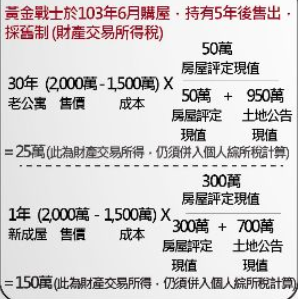 黃金戰士於103年6月購屋，持有5年後售出，
採舊制 (財產交易所得稅)
50萬
房屋評定現值
30年 (2,000萬 - 1,500萬) X
50萬 + 950萬
老公寓 售價 成本
房屋評定 土地公告
現值 現值
= 25萬 (此為財產交易所得，仍須併入個人綜所稅計算)
300萬
房屋評定現值
1年 (2,000萬 - 1,500萬) X
300萬 + 700萬
新成屋 售價 成本
房屋評定 土地公告
現值 現值
= 150萬 (此為財產交易所得，仍須併入個人綜所稅計算)